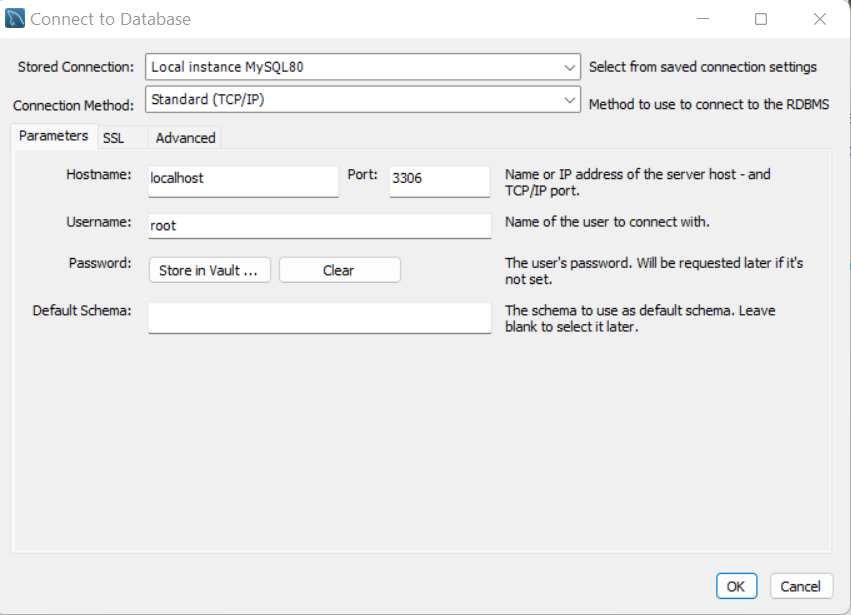 Connect to Database
Stored Connection: Local instance MySQL80 Select from saved connection settings
Connection Method: Standard (TCP/IP) Method to use to connect to the RDBMS
Parameters SSL Advanced
Hostname: localhost Port: 3306 Name or IP address of the server host - and
TCP/IP port.
Username: root Name of the user to connect with.
Password: Store in Vault ... Clear The user's password. Will be requested later if it's
not set.
Default Schema: The schema to use as default schema. Leave
blank to select it later.
OK Cancel